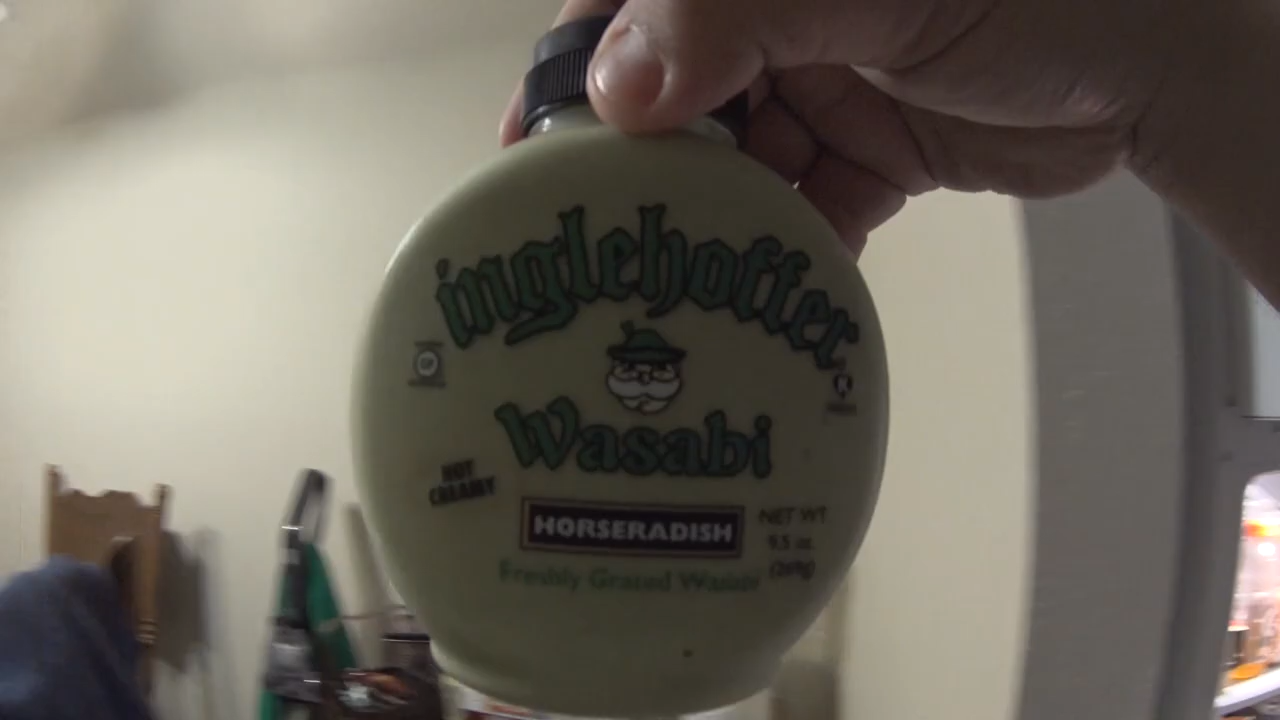 inglehoffer
K
Wasabi
HOT
CREAMY
HORSERADISH
NET WT.
9.5 oz.
(269g)
Freshly Grated Wasabi